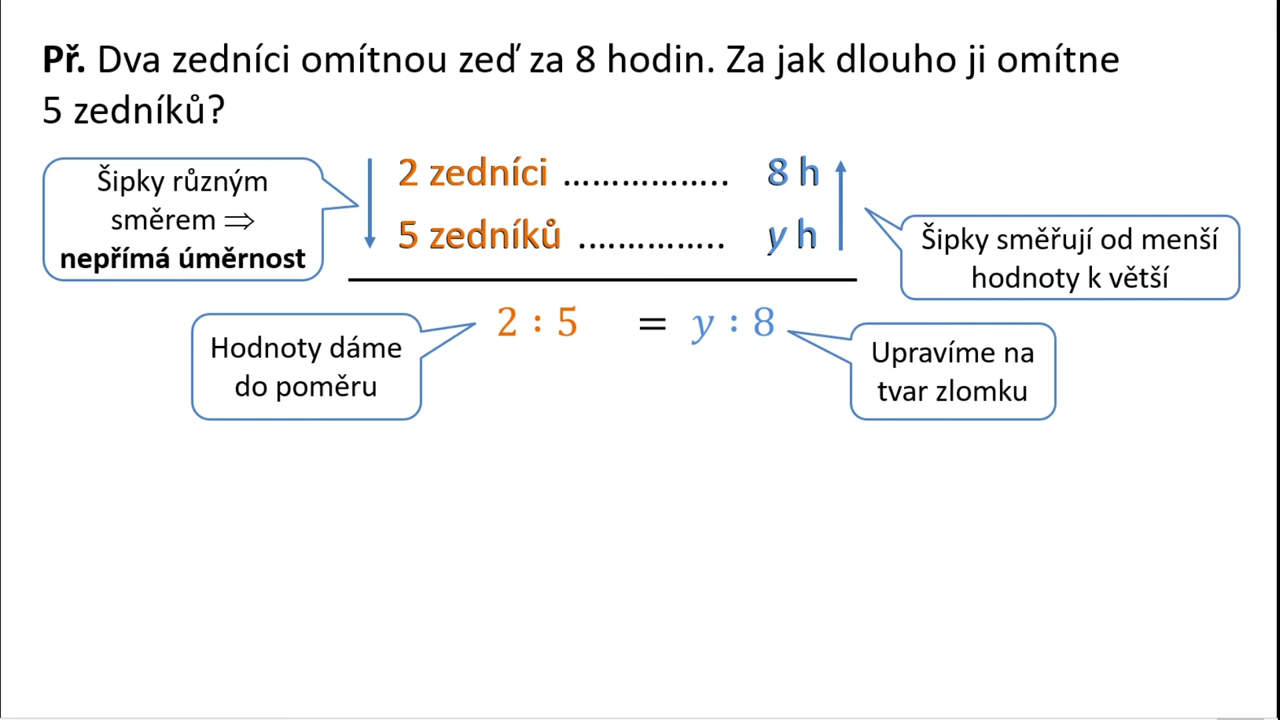 Př. Dva zedníci omítnou zeď za 8 hodin. Za jak dlouho ji omítne
5 zedníků?
Šipky různým
směrem ⇒
nepřímá úměrnost
2 zedníci …………….. 8 h
5 zedníků ………….. y h
Šipky směřují od menší
hodnoty k větší
2 : 5 = y : 8
Hodnoty dáme
do poměru
Upravíme na
tvar zlomku